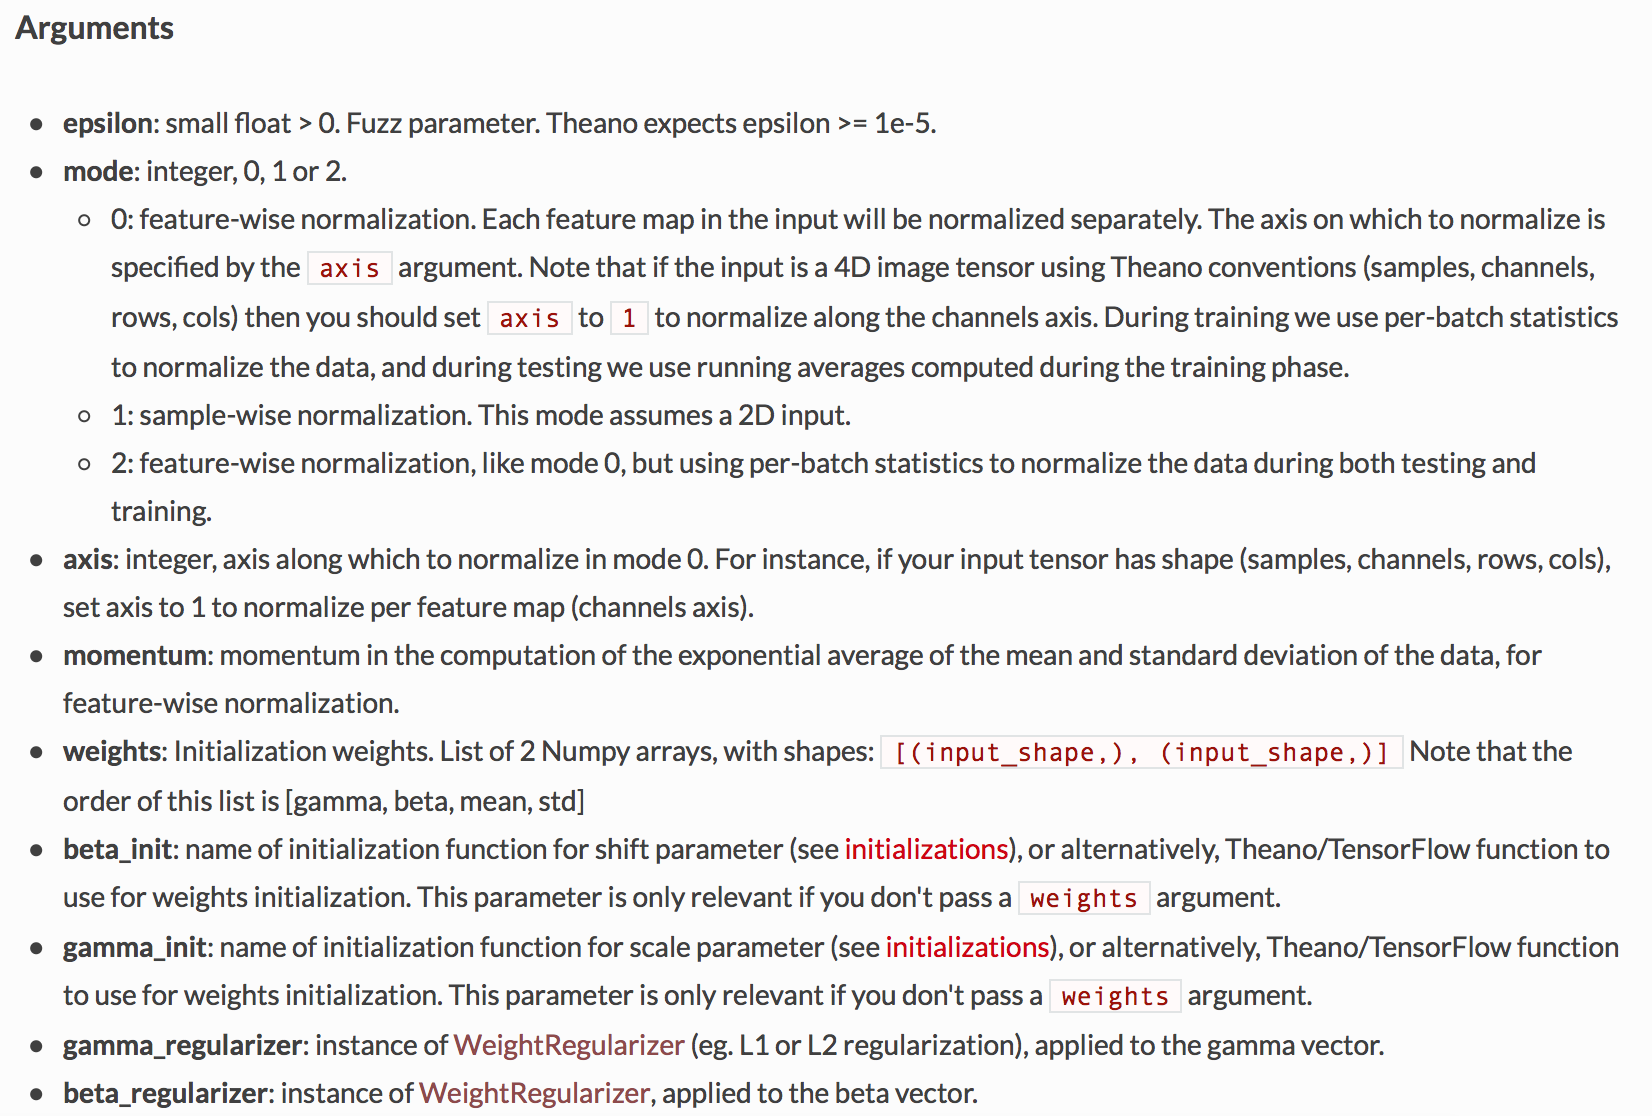 Arguments
• epsilon: small float > 0. Fuzz parameter. Theano expects epsilon >= 1e-5.
• mode: integer, 0, 1 or 2.
◦ 0: feature-wise normalization. Each feature map in the input will be normalized separately. The axis on which to normalize is
specified by the axis argument. Note that if the input is a 4D image tensor using Theano conventions (samples, channels,
rows, cols) then you should set axis to 1 to normalize along the channels axis. During training we use per-batch statistics
to normalize the data, and during testing we use running averages computed during the training phase.
◦ 1: sample-wise normalization. This mode assumes a 2D input.
◦ 2: feature-wise normalization, like mode 0, but using per-batch statistics to normalize the data during both testing and
training.
• axis: integer, axis along which to normalize in mode 0. For instance, if your input tensor has shape (samples, channels, rows, cols),
set axis to 1 to normalize per feature map (channels axis).
• momentum: momentum in the computation of the exponential average of the mean and standard deviation of the data, for
feature-wise normalization.
• weights: Initialization weights. List of 2 Numpy arrays, with shapes: [(input_shape,), (input_shape,)] Note that the
order of this list is [gamma, beta, mean, std]
• beta_init: name of initialization function for shift parameter (see initializations), or alternatively, Theano/TensorFlow function to
use for weights initialization. This parameter is only relevant if you don't pass a weights argument.
• gamma_init: name of initialization function for scale parameter (see initializations), or alternatively, Theano/TensorFlow function
to use for weights initialization. This parameter is only relevant if you don't pass a weights argument.
• gamma_regularizer: instance of WeightRegularizer (eg. L1 or L2 regularization), applied to the gamma vector.
• beta_regularizer: instance of WeightRegularizer, applied to the beta vector.